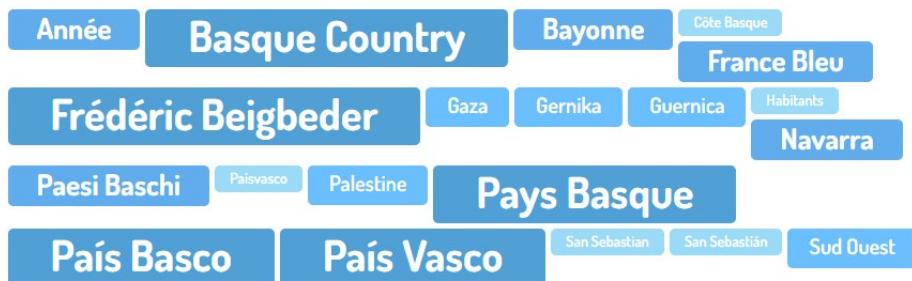 Année Basque Country Bayonne Côte Basque
France Bleu
Frédéric Beigbeder Gaza Gernika Guernica Habitants
Navarra
Paesi Baschi Paisvasco Palestine Pays Basque
País Basco País Vasco San Sebastian San Sebastián Sud Ouest